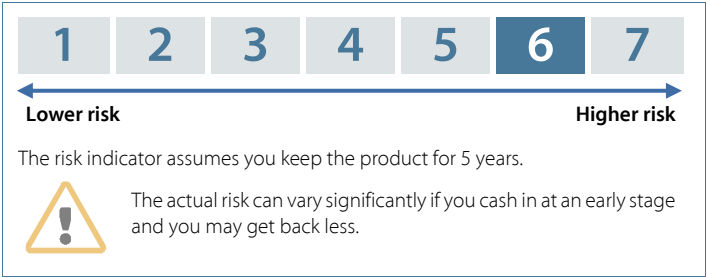 1 2 3 4 5 6 7
Lower risk Higher risk
The risk indicator assumes you keep the product for 5 years.
!
The actual risk can vary significantly if you cash in at an early stage
and you may get back less.